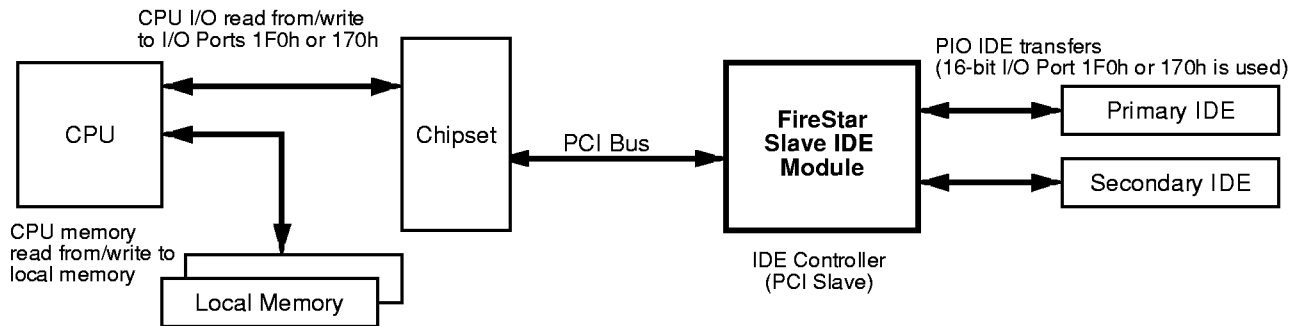 CPU I/O read from/write
to I/O Ports 1F0h or 170h
CPU
Chipset
PCI Bus
FireStar
Slave IDE
Module
IDE Controller
(PCI Slave)
PIO IDE transfers
(16-bit I/O Port 1F0h or 170h is used)
Primary IDE
Secondary IDE
CPU memory
read from/write to
local memory
Local Memory